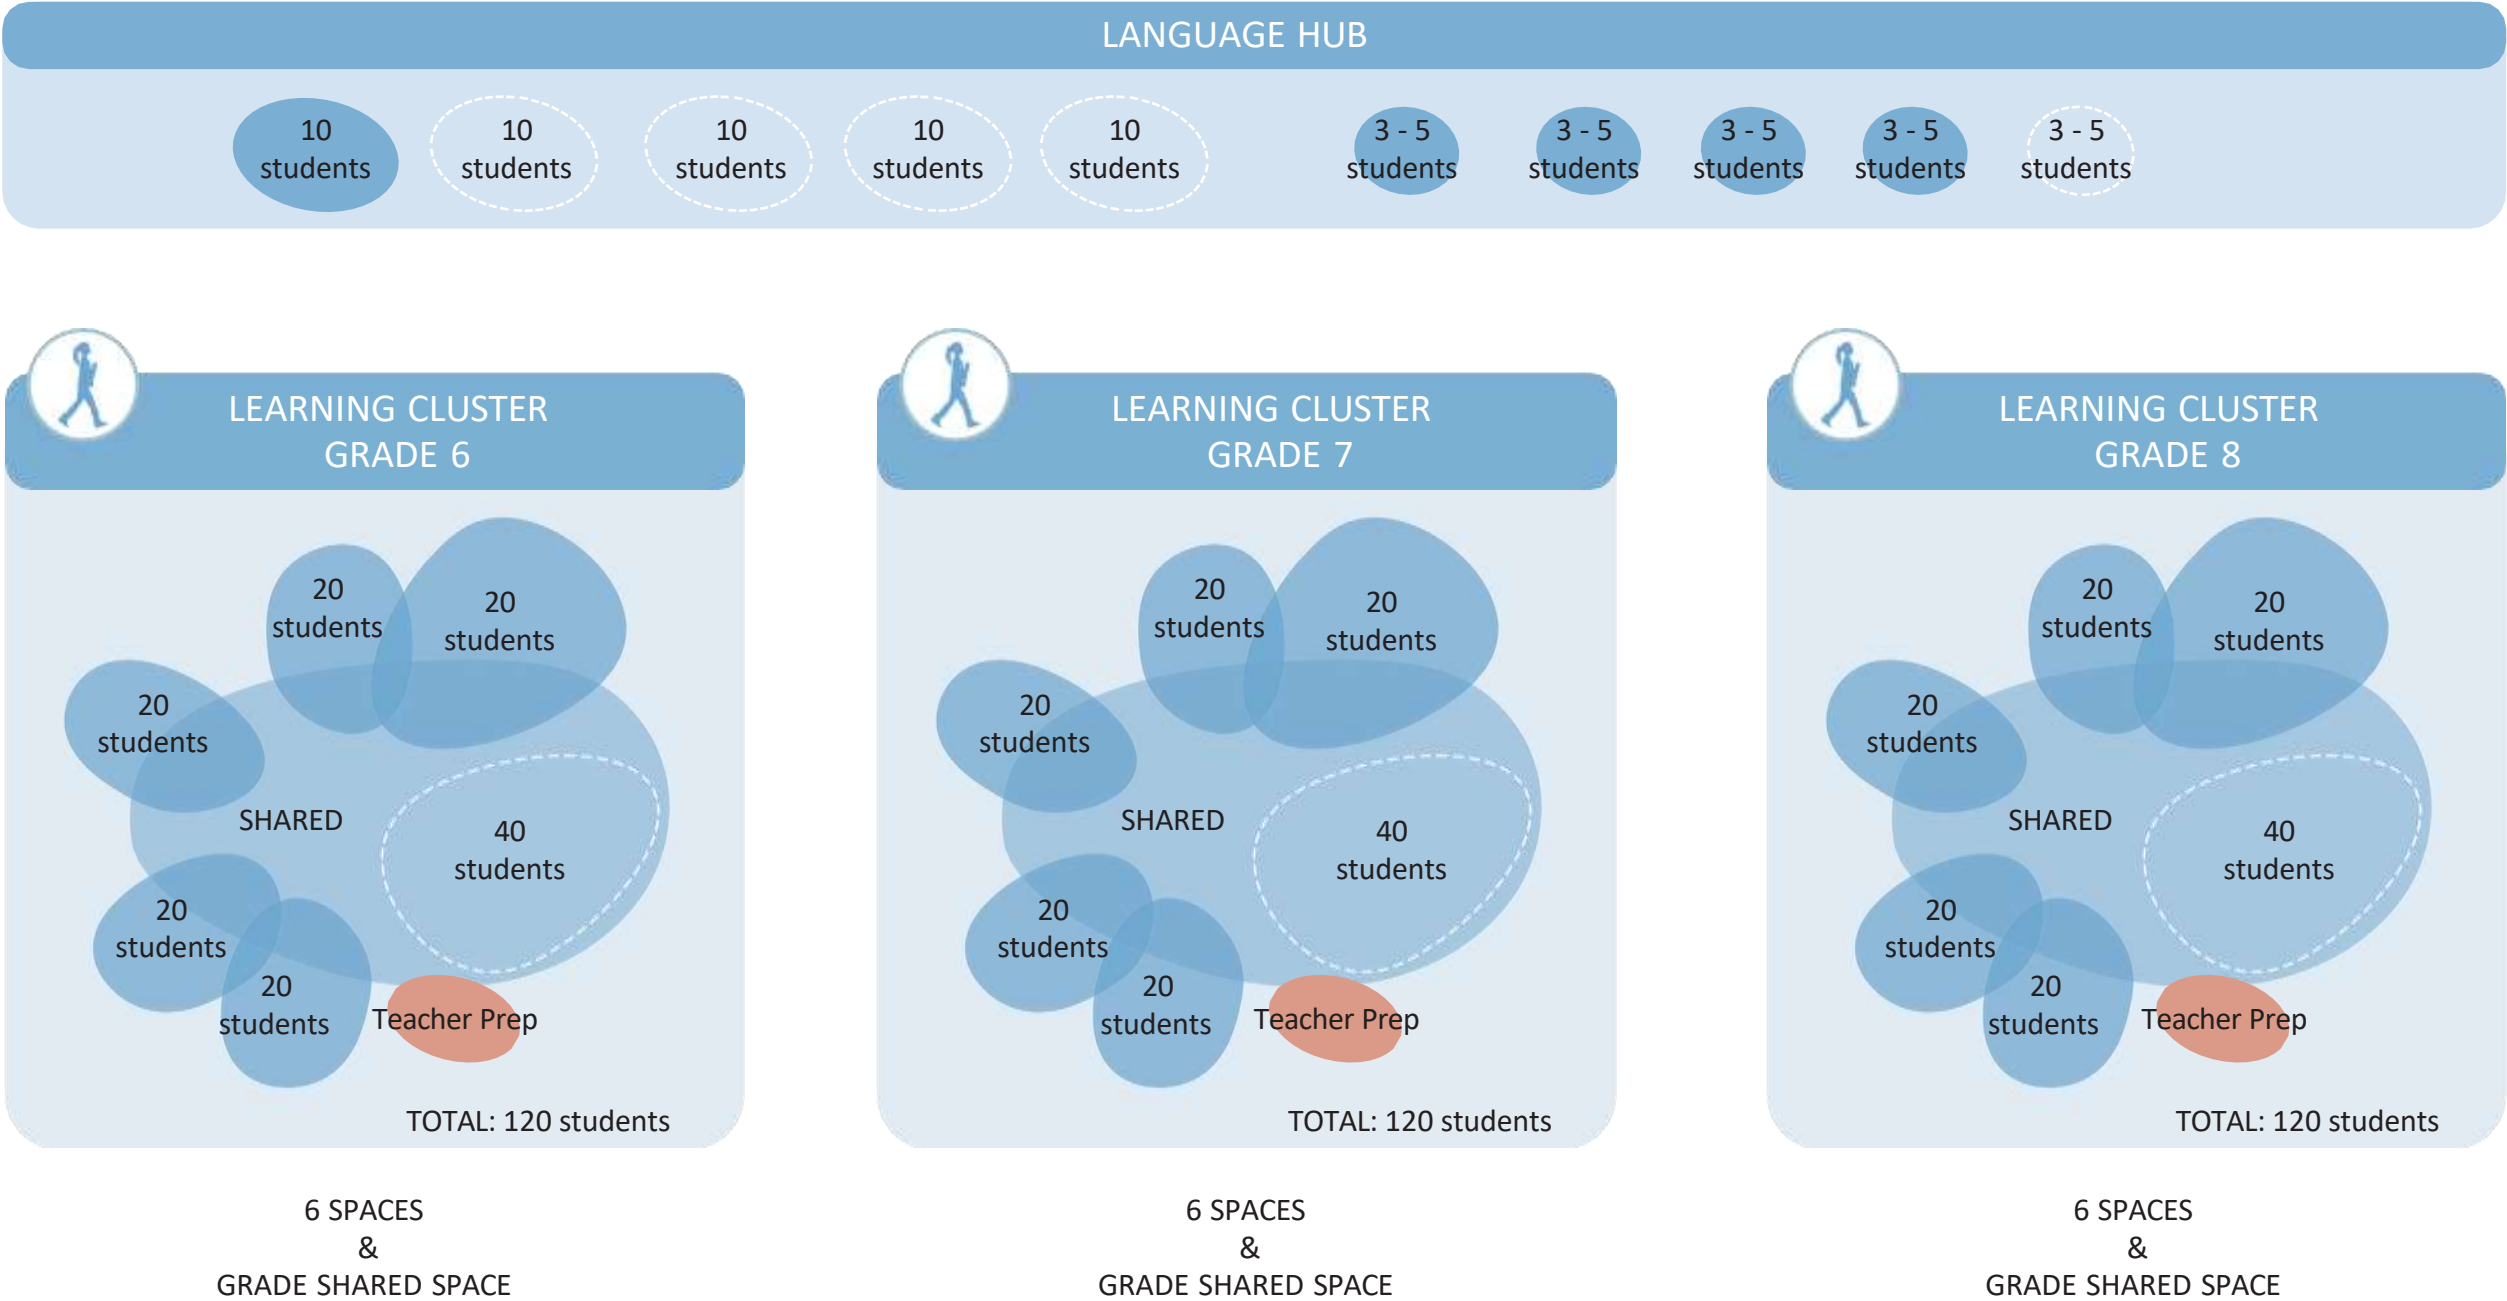 LANGUAGE HUB
10
students
10
students
10
students
10
students
10
students
3 - 5
students
3 - 5
students
3 - 5
students
3 - 5
students
3 - 5
students
LEARNING CLUSTER
GRADE 6
20
students
20
students
20
students
SHARED
40
students
20
students
20
students
Teacher Prep
TOTAL: 120 students
6 SPACES
&
GRADE SHARED SPACE
LEARNING CLUSTER
GRADE 7
20
students
20
students
20
students
SHARED
40
students
20
students
20
students
Teacher Prep
TOTAL: 120 students
6 SPACES
&
GRADE SHARED SPACE
LEARNING CLUSTER
GRADE 8
20
students
20
students
20
students
SHARED
40
students
20
students
20
students
Teacher Prep
TOTAL: 120 students
6 SPACES
&
GRADE SHARED SPACE